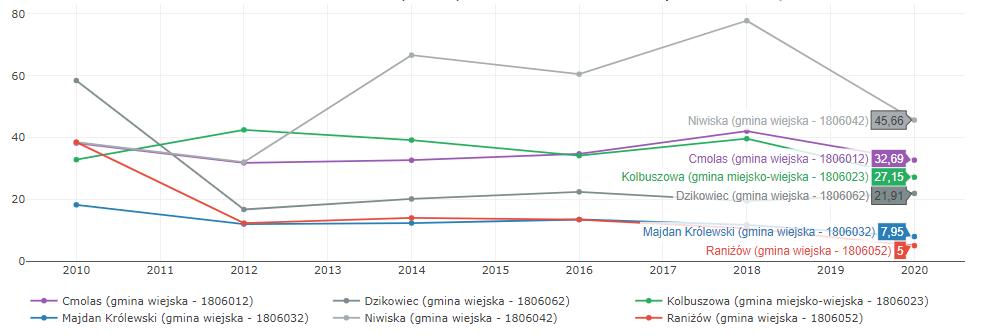 80
60
40
20
0
Niwiska (gmina wiejska - 1806042) 45,66
Cmolas (gmina wiejska - 1806012) 32,69
Kolbuszowa (gmina miejsko-wiejska - 1806023) 27,15
Dzikowiec (gmina wiejska - 1806062) 21,91
Majdan Królewski (gmina wiejska - 1806032) 7,95
Raniżów (gmina wiejska - 1806052) 5
2010 2011 2012 2013 2014 2015 2016 2017 2018 2019 2020
Cmolas (gmina wiejska - 1806012) Dzikowiec (gmina wiejska - 1806062) Kolbuszowa (gmina miejsko-wiejska - 1806023)
Majdan Królewski (gmina wiejska - 1806032) Niwiska (gmina wiejska - 1806042) Raniżów (gmina wiejska - 1806052)